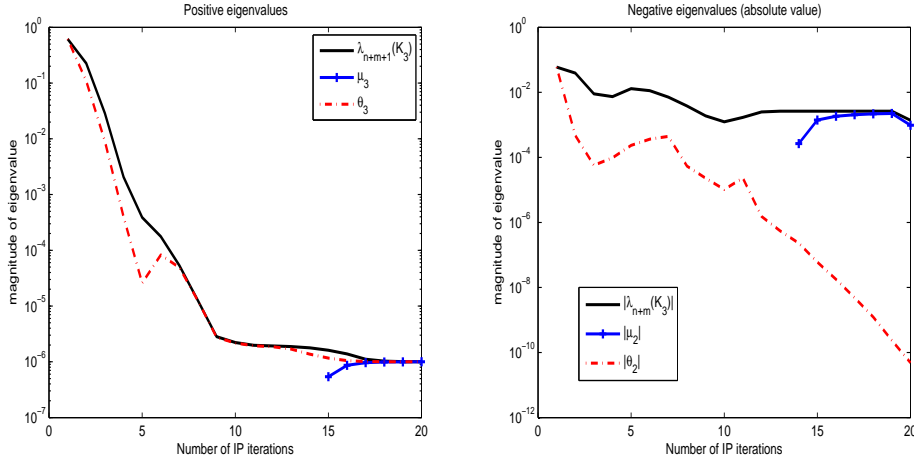 Positive eigenvalues
magnitude of eigenvalue
10^0
10^-1
10^-2
10^-3
10^-4
10^-5
10^-6
10^-7
0 5 10 15 20
Number of IP iterations
λ_{n+m+1}(K_3)
μ_3
θ_3
Negative eigenvalues (absolute value)
magnitude of eigenvalue
10^0
10^-2
10^-4
10^-6
10^-8
10^-10
10^-12
0 5 10 15 20
Number of IP iterations
|λ_{n+m}(K_3)|
|μ_2|
|θ_2|